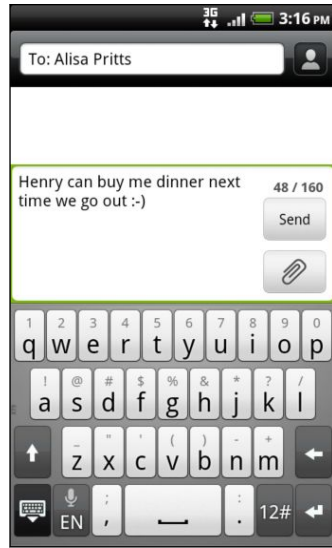 3G 3:16 PM
To: Alisa Pritts
Henry can buy me dinner next
time we go out :-)
48 / 160
Send
1 2 3 4 5 6 7 8 9 0
q w e r t y u i o p
! @ # $ % & * ? /
a s d f g h j k l
_ " ' ( ) - +
z x c v b n m
; :
EN , . 12#